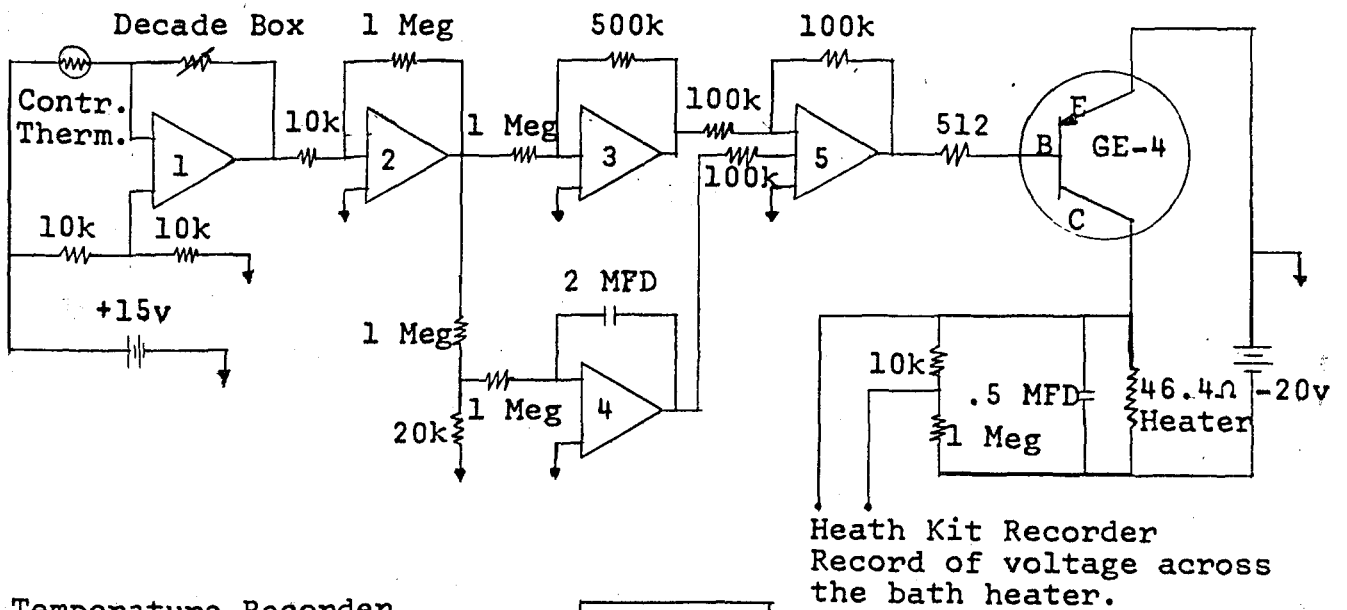 Decade Box
1 Meg
500k
100k
Contr.
Therm.
10k
1 Meg
100k
100k
512
E
B
GE-4
C
1
2
3
5
10k
10k
+15v
2 MFD
1 Meg
1 Meg
20k
4
10k
.5 MFD
1 Meg
46.4Ω
Heater
-20v
Heath Kit Recorder
Record of voltage across
the bath heater.
Temperature Recorder